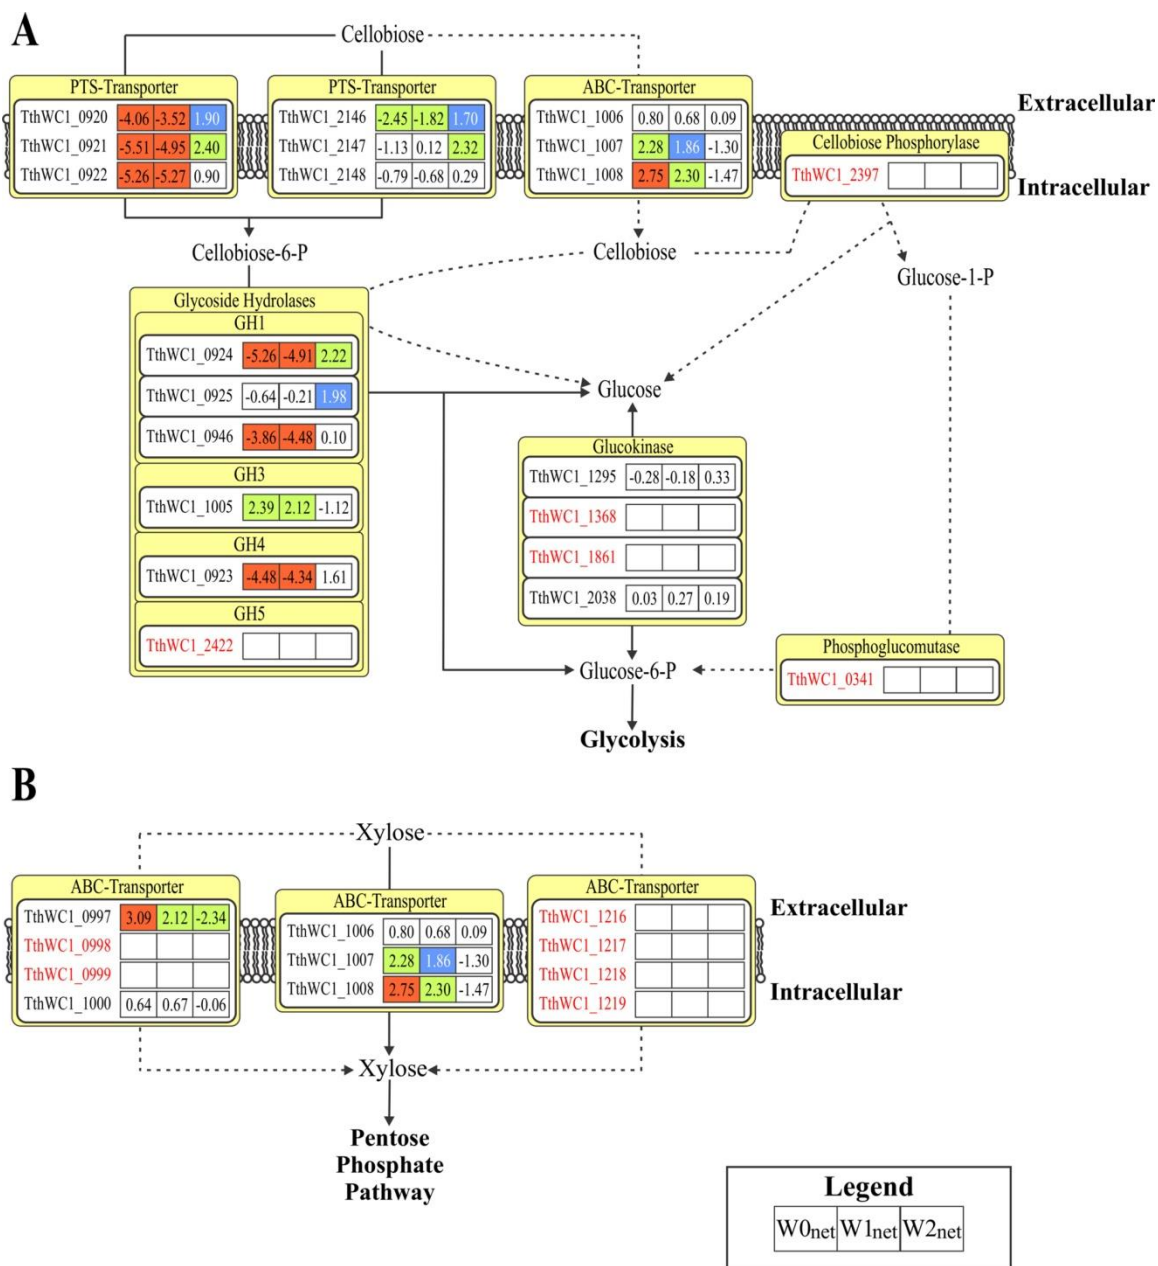 A
Cellobiose
PTS-Transporter
TthWC1_0920 -4.06 -3.52 1.90
TthWC1_0921 -5.51 -4.95 2.40
TthWC1_0922 -5.26 -5.27 0.90
PTS-Transporter
TthWC1_2146 -2.45 -1.82 1.70
TthWC1_2147 -1.13 0.12 2.32
TthWC1_2148 -0.79 -0.68 0.29
ABC-Transporter
TthWC1_1006 0.80 0.68 0.09
TthWC1_1007 2.28 1.86 -1.30
TthWC1_1008 2.75 2.30 -1.47
Extracellular
Cellobiose Phosphorylase
TthWC1_2397
Intracellular
Cellobiose-6-P
Cellobiose
Glucose-1-P
Glycoside Hydrolases
GH1
TthWC1_0924 -5.26 -4.91 2.22
TthWC1_0925 -0.64 -0.21 1.98
TthWC1_0946 -3.86 -4.48 0.10
GH3
TthWC1_1005 2.39 2.12 -1.12
GH4
TthWC1_0923 -4.48 -4.34 1.61
GH5
TthWC1_2422
Glucose
Glucokinase
TthWC1_1295 -0.28 -0.18 0.33
TthWC1_1368
TthWC1_1861
TthWC1_2038 0.03 0.27 0.19
Phosphoglucomutase
TthWC1_0341
Glucose-6-P
Glycolysis
B
Xylose
ABC-Transporter
TthWC1_0997 3.09 2.12 -2.34
TthWC1_0998
TthWC1_0999
TthWC1_1000 0.64 0.67 -0.06
ABC-Transporter
TthWC1_1006 0.80 0.68 0.09
TthWC1_1007 2.28 1.86 -1.30
TthWC1_1008 2.75 2.30 -1.47
ABC-Transporter
TthWC1_1216
TthWC1_1217
TthWC1_1218
TthWC1_1219
Extracellular
Intracellular
Xylose
Pentose
Phosphate
Pathway
Legend
W0net W1net W2net